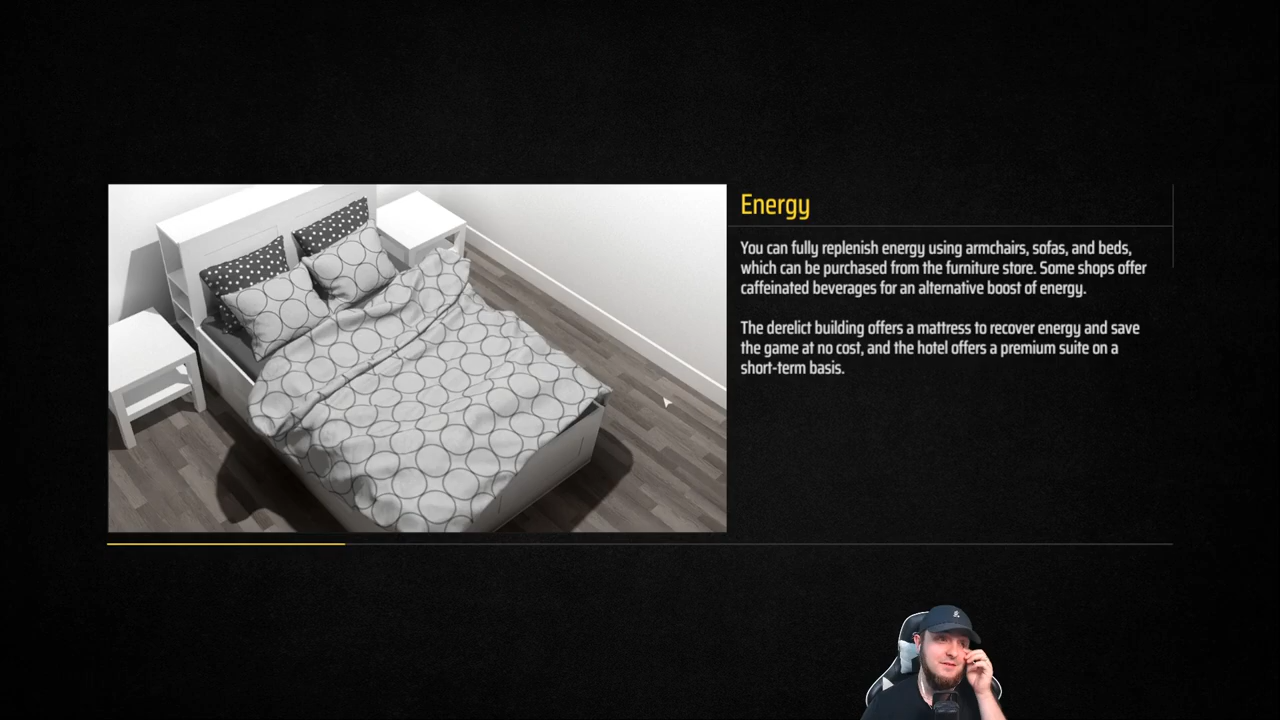 Energy
You can fully replenish energy using armchairs, sofas, and beds,
which can be purchased from the furniture store. Some shops offer
caffeinated beverages for an alternative boost of energy.
The derelict building offers a mattress to recover energy and save
the game at no cost, and the hotel offers a premium suite on a
short-term basis.